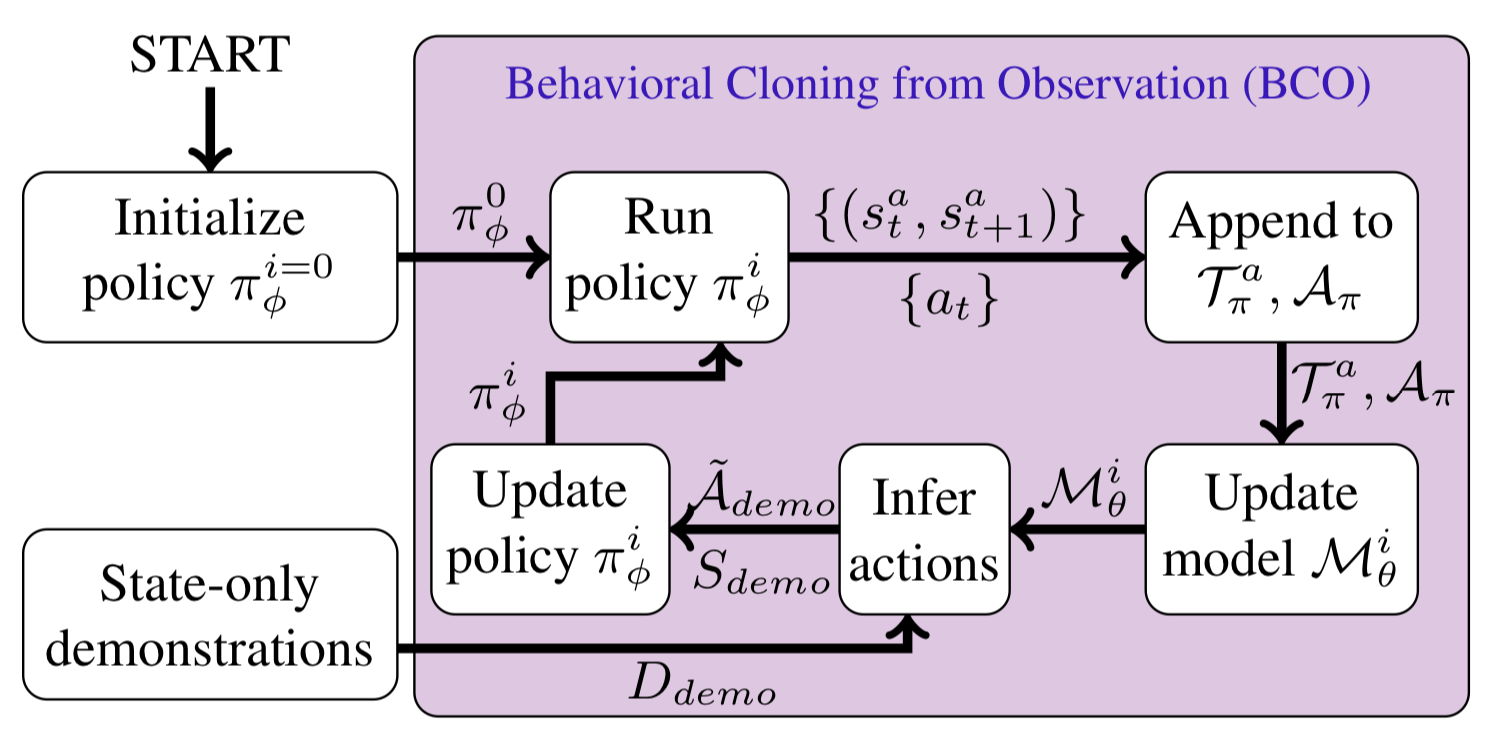 START
Behavioral Cloning from Observation (BCO)
Initialize
policy $\pi_\phi^{i=0}$
$\pi_\phi^0$
Run
policy $\pi_\phi^i$
$\{(s_t^a, s_{t+1}^a)\}$
$\{a_t\}$
Append to
$\mathcal{T}_\pi^a, \mathcal{A}_\pi$
$\mathcal{T}_\pi^a, \mathcal{A}_\pi$
Update
model $\mathcal{M}_\theta^i$
$\mathcal{M}_\theta^i$
Infer
actions
$\tilde{\mathcal{A}}_{demo}$
$S_{demo}$
Update
policy $\pi_\phi^i$
$\pi_\phi^i$
State-only
demonstrations
$D_{demo}$